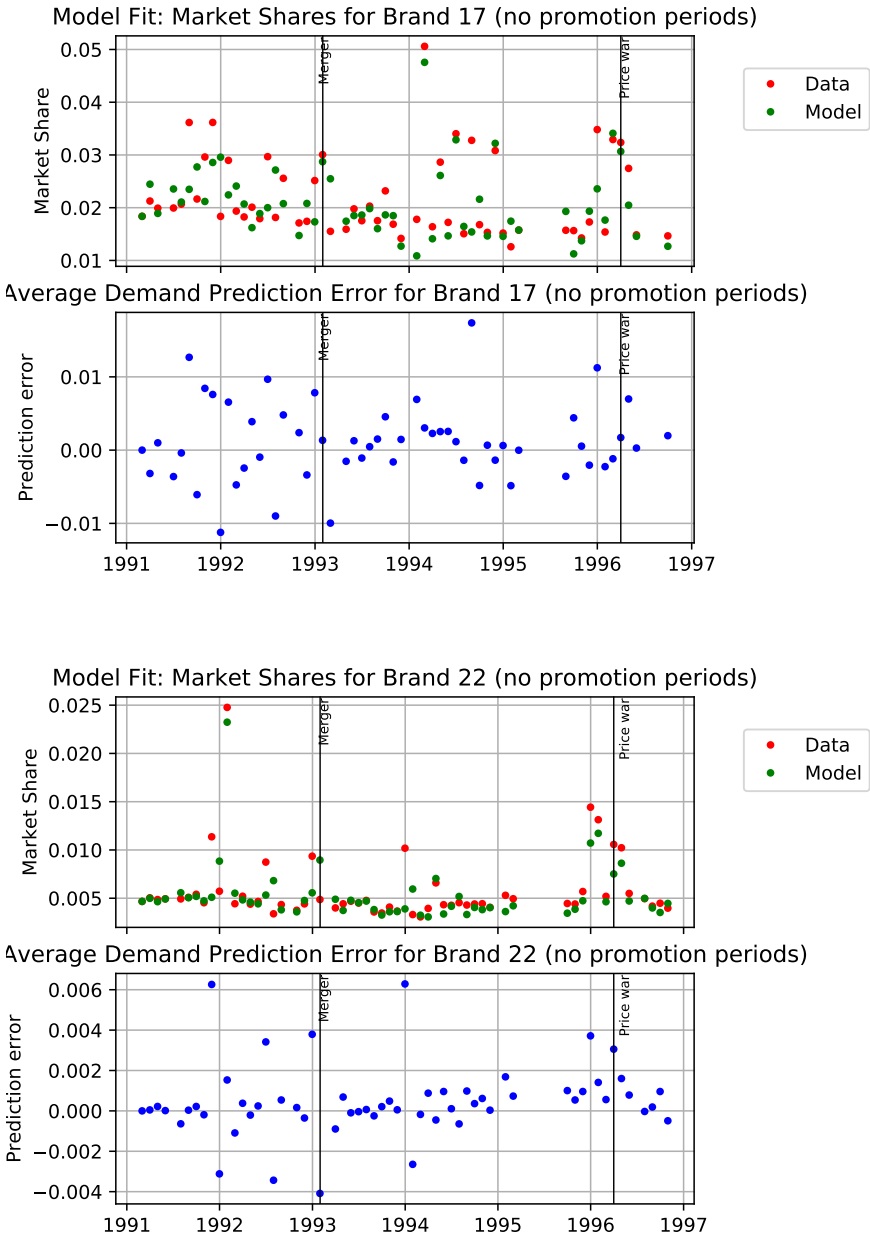 Model Fit: Market Shares for Brand 17 (no promotion periods)
Market Share
0.05
0.04
0.03
0.02
0.01
Merger
Price war
Data
Model
Average Demand Prediction Error for Brand 17 (no promotion periods)
Prediction error
0.01
0.00
−0.01
Merger
Price war
1991 1992 1993 1994 1995 1996 1997
Model Fit: Market Shares for Brand 22 (no promotion periods)
Market Share
0.025
0.020
0.015
0.010
0.005
Merger
Price war
Data
Model
Average Demand Prediction Error for Brand 22 (no promotion periods)
Prediction error
0.006
0.004
0.002
0.000
−0.002
−0.004
Merger
Price war
1991 1992 1993 1994 1995 1996 1997